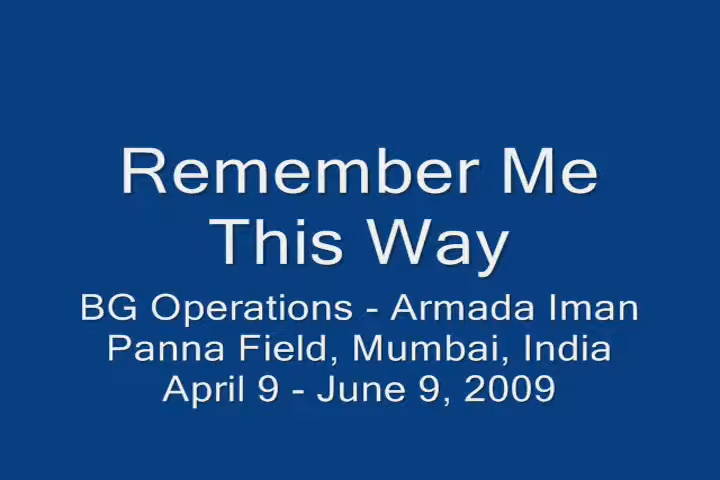 Remember Me
This Way
BG Operations - Armada Iman
Panna Field, Mumbai, India
April 9 - June 9, 2009